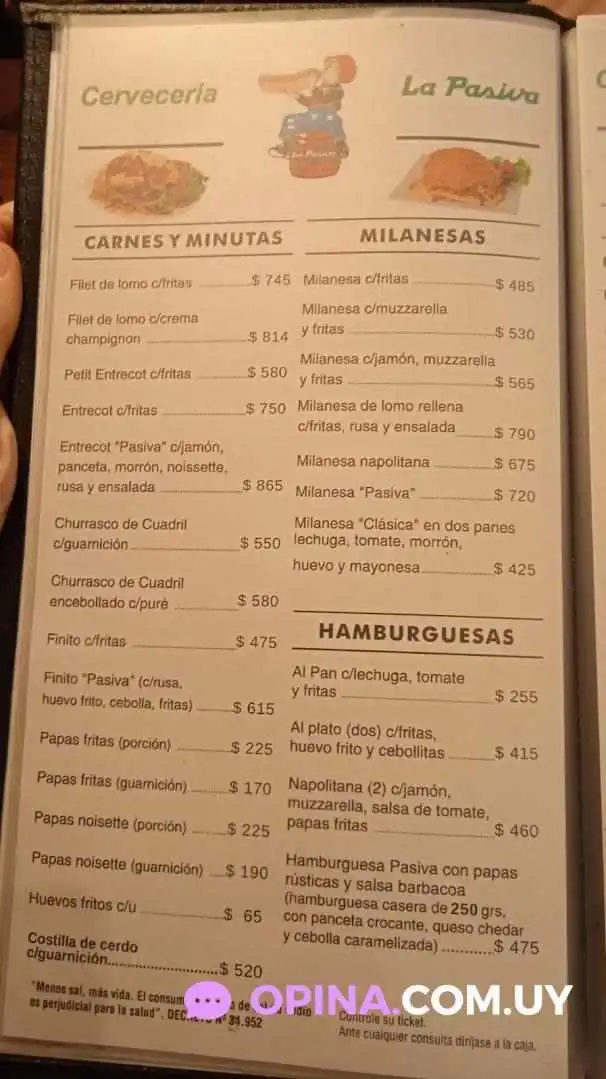 Cervecería
La Pasiva
CARNES Y MINUTAS
Filet de lomo c/fritas $ 745
Filet de lomo c/crema
champignon $ 814
Petit Entrecot c/fritas $ 580
Entrecot c/fritas $ 750
Entrecot "Pasiva" c/jamón,
panceta, morrón, noissette,
rusa y ensalada $ 865
Churrasco de Cuadril
c/guarnición $ 550
Churrasco de Cuadril
encebollado c/puré $ 580
Finito c/fritas $ 475
Finito "Pasiva" (c/rusa,
huevo frito, cebolla, fritas) $ 615
Papas fritas (porción) $ 225
Papas fritas (guarnición) $ 170
Papas noisette (porción) $ 225
Papas noisette (guarnición) $ 190
Huevos fritos c/u $ 65
Costilla de cerdo
c/guarnición........................$ 520
"Menos sal, más vida. El consum
es perjudicial para la salud". Nº 34.952
MILANESAS
Milanesa c/fritas $ 485
Milanesa c/muzzarella
y fritas $ 530
Milanesa c/jamón, muzzarella
y fritas $ 565
Milanesa de lomo rellena
c/fritas, rusa y ensalada $ 790
Milanesa napolitana $ 675
Milanesa "Pasiva" $ 720
Milanesa "Clásica" en dos panes
lechuga, tomate, morrón,
huevo y mayonesa $ 425
HAMBURGUESAS
Al Pan c/lechuga, tomate
y fritas $ 255
Al plato (dos) c/fritas,
huevo frito y cebollitas $ 415
Napolitana (2) c/jamón,
muzzarella, salsa de tomate,
papas fritas $ 460
Hamburguesa Pasiva con papas
rústicas y salsa barbacoa
(hamburguesa casera de 250 grs,
con panceta crocante, queso chedar
y cebolla caramelizada) ...........$ 475
Controle su ticket.
Ante cualquier consulta diríjase a la caja.
OPINA.COM.UY